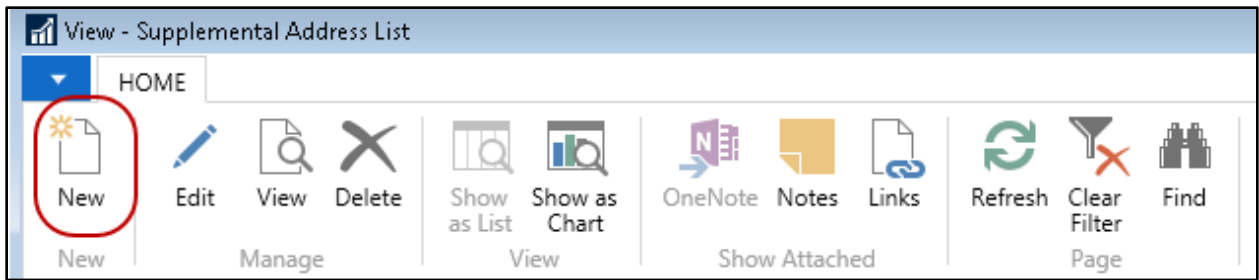 View - Supplemental Address List
HOME
New Edit View Delete Show as List Show as Chart OneNote Notes Links Refresh Clear Filter Find
New Manage View Show Attached Page